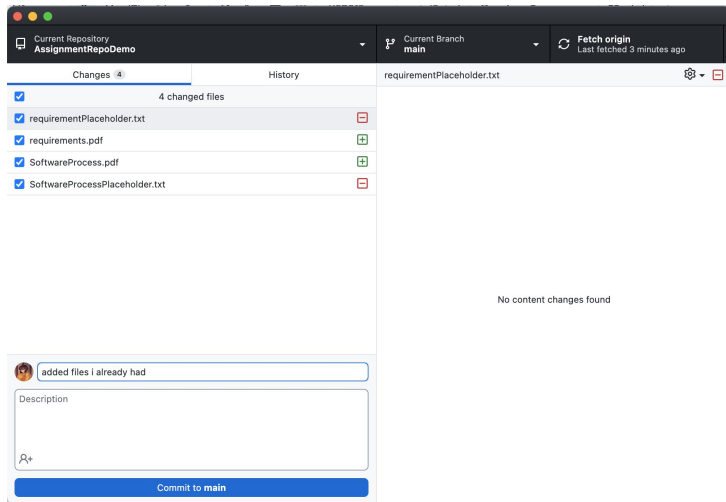 Current Repository
AssignmentRepoDemo
Current Branch
main
Fetch origin
Last fetched 3 minutes ago
Changes 4
History
requirementPlaceholder.txt
4 changed files
requirementPlaceholder.txt
requirements.pdf
SoftwareProcess.pdf
SoftwareProcessPlaceholder.txt
No content changes found
added files i already had
Description
Commit to main